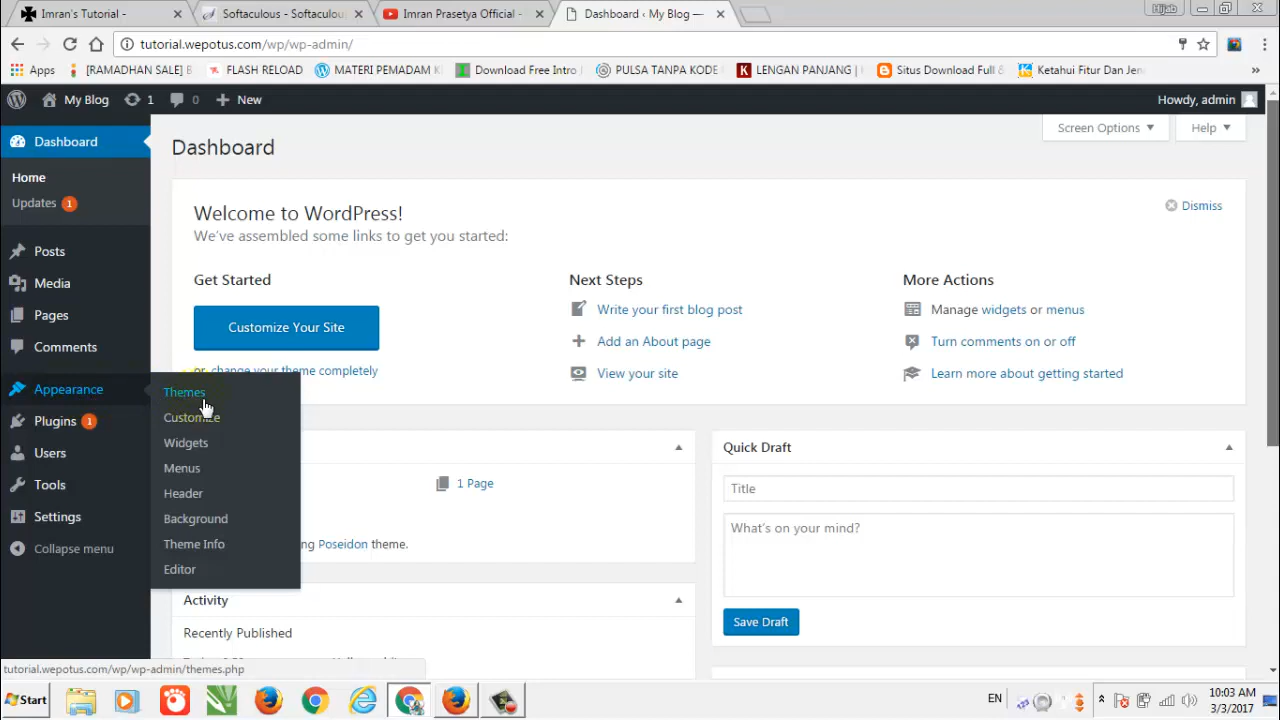 Imran's Tutorial -
Softaculous - Softaculou
Imran Prasetya Official -
Dashboard ‹ My Blog —
Hijab
tutorial.wepotus.com/wp/wp-admin/
Apps
[RAMADHAN SALE] B
FLASH RELOAD
MATERI PEMADAM K
Download Free Intro
PULSA TANPA KODE
LENGAN PANJANG |
Situs Download Full &
Ketahui Fitur Dan Jen
»
My Blog
1
0
New
Howdy, admin
Dashboard
Home
Updates 1
Posts
Media
Pages
Comments
Appearance
Plugins 1
Users
Tools
Settings
Collapse menu
Themes
Customize
Widgets
Menus
Header
Background
Theme Info
Editor
Screen Options
Help
Dashboard
Welcome to WordPress!
We've assembled some links to get you started:
Dismiss
Get Started
Customize Your Site
or, change your theme completely
Next Steps
Write your first blog post
Add an About page
View your site
More Actions
Manage widgets or menus
Turn comments on or off
Learn more about getting started
1 Page
ng Poseidon theme.
Activity
Recently Published
Quick Draft
Title
What's on your mind?
Save Draft
tutorial.wepotus.com/wp/wp-admin/themes.php
Start
EN
10:03 AM
3/3/2017